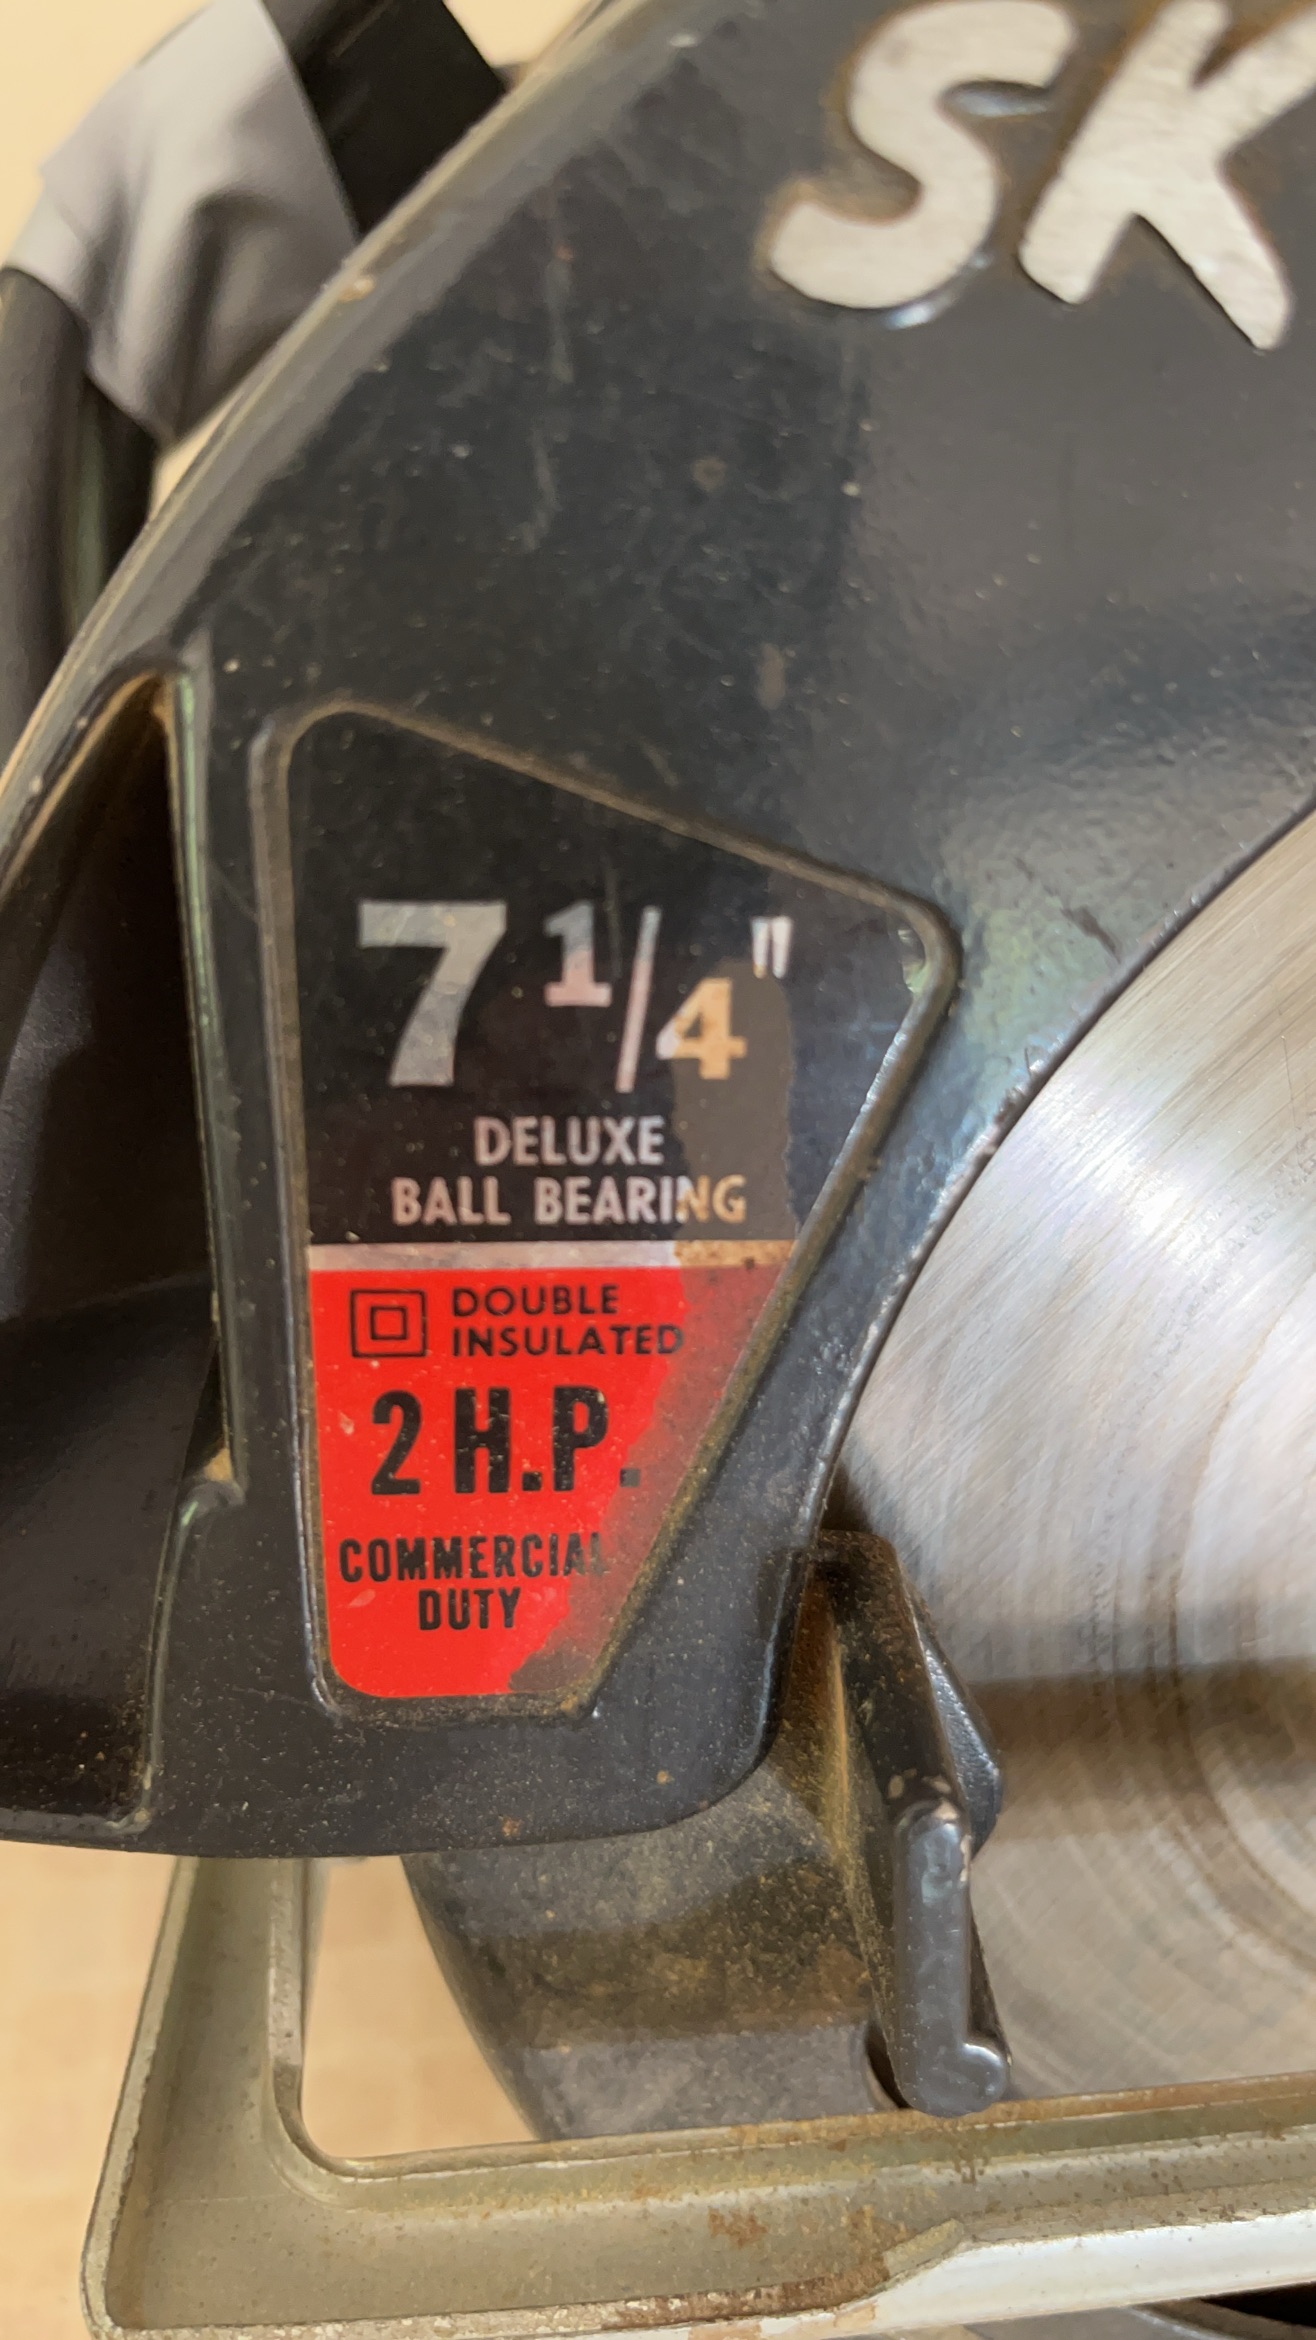 SK
7 1/4"
DELUXE
BALL BEARING
DOUBLE
INSULATED
2 H.P.
COMMERCIAL
DUTY